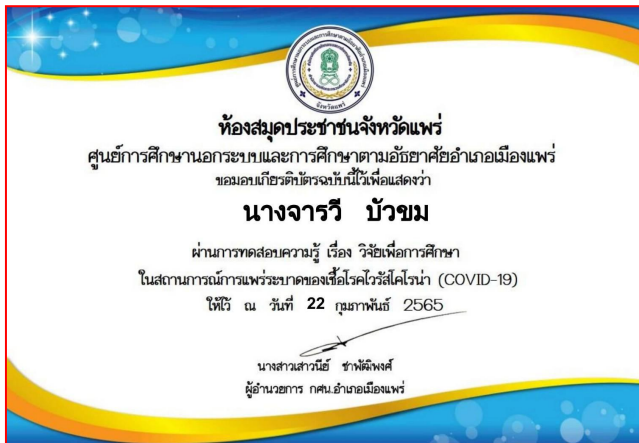 จังหวัดแพร่
ห้องสมุดประชาชนจังหวัดแพร่
ศูนย์การศึกษานอกระบบและการศึกษาตามอัธยาศัยอำเภอเมืองแพร่
ขอมอบเกียรติบัตรฉบับนี้ไว้เพื่อแสดงว่า
นางจารวี บัวขม
ผ่านการทดสอบความรู้ เรื่อง วิจัยเพื่อการศึกษา
ในสถานการณ์การแพร่ระบาดของเชื้อโรคไวรัสโคโรน่า (COVID-19)
ให้ไว้ ณ วันที่ 22 กุมภาพันธ์ 2565
นางสาวเสาวนีย์ ชาพัฒิพงศ์
ผู้อำนวยการ กศน.อำเภอเมืองแพร่